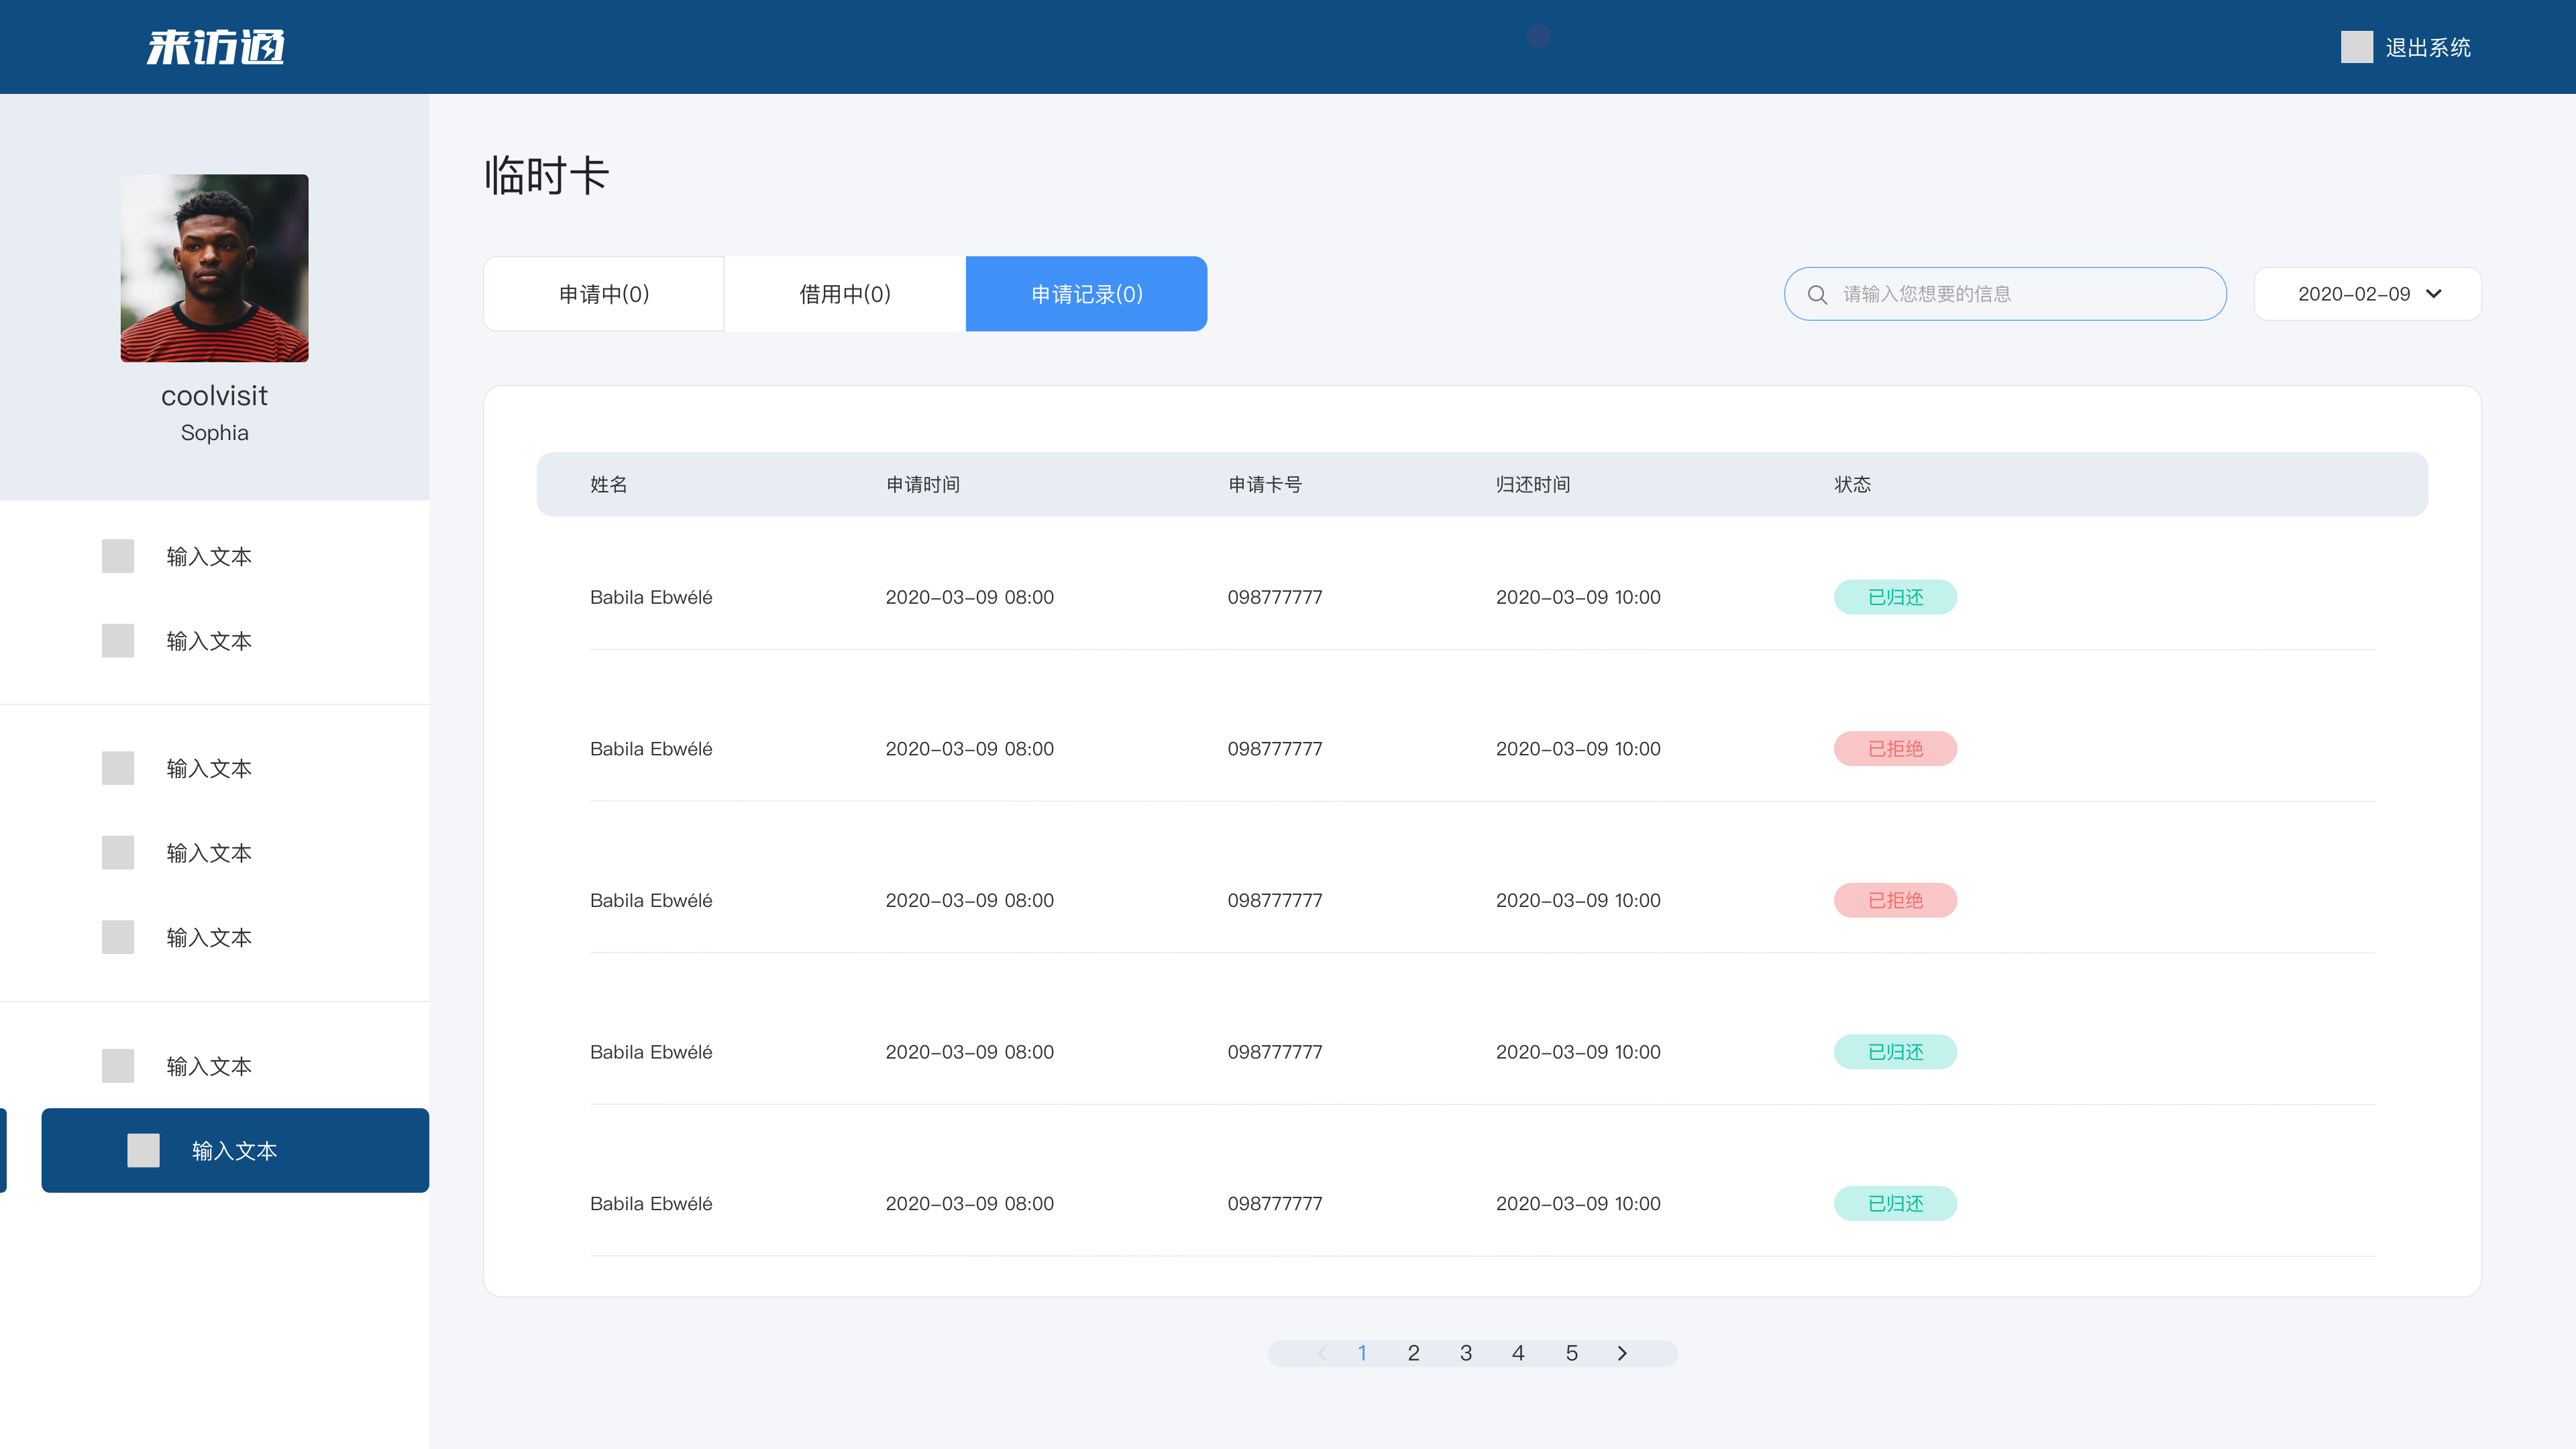 来访通
退出系统
coolvisit
Sophia
输入文本
输入文本
输入文本
输入文本
输入文本
输入文本
输入文本
临时卡
申请中(0) 借用中(0) 申请记录(0)
请输入您想要的信息
2020-02-09
姓名 申请时间 申请卡号 归还时间 状态
Babila Ebwélé 2020-03-09 08:00 098777777 2020-03-09 10:00 已归还
Babila Ebwélé 2020-03-09 08:00 098777777 2020-03-09 10:00 已拒绝
Babila Ebwélé 2020-03-09 08:00 098777777 2020-03-09 10:00 已拒绝
Babila Ebwélé 2020-03-09 08:00 098777777 2020-03-09 10:00 已归还
Babila Ebwélé 2020-03-09 08:00 098777777 2020-03-09 10:00 已归还
1 2 3 4 5